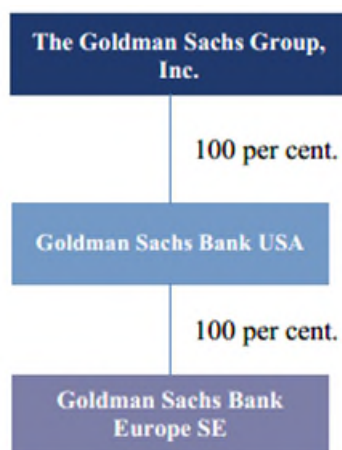 The Goldman Sachs Group,
Inc.
100 per cent.
Goldman Sachs Bank USA
100 per cent.
Goldman Sachs Bank
Europe SE